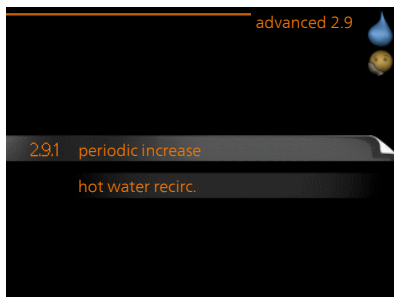 advanced 2.9
2.9.1 periodic increase
hot water recirc.